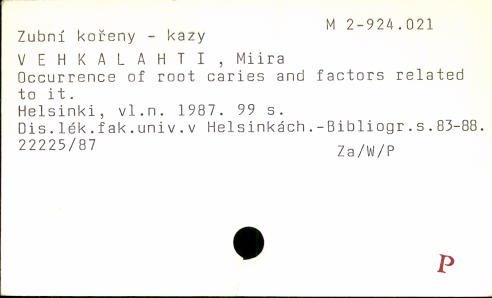 M 2-924.021
Zubní kořeny - kazy
V E H K A L A H T I , Miira
Occurrence of root caries and factors related
to it.
Helsinki, vl.n. 1987. 99 s.
Dis.lék.fak.univ.v Helsinkách.-Bibliogr.s.83-88.
22225/87
Za/W/P
P